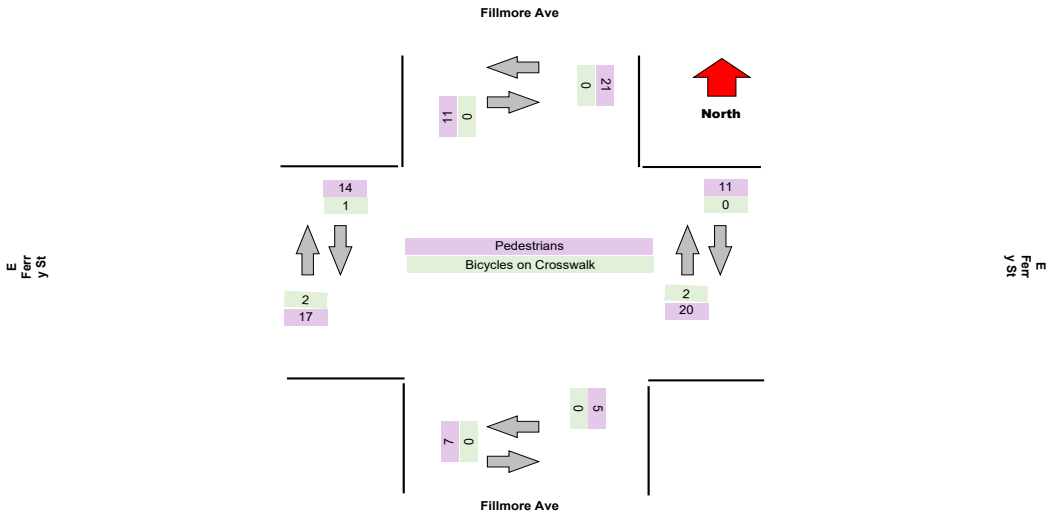 Fillmore Ave
0
21
11
0
North
14
1
11
0
Pedestrians
Bicycles on Crosswalk
E
Ferr
y St
E
Ferr
y St
2
17
2
20
0
5
7
0
Fillmore Ave